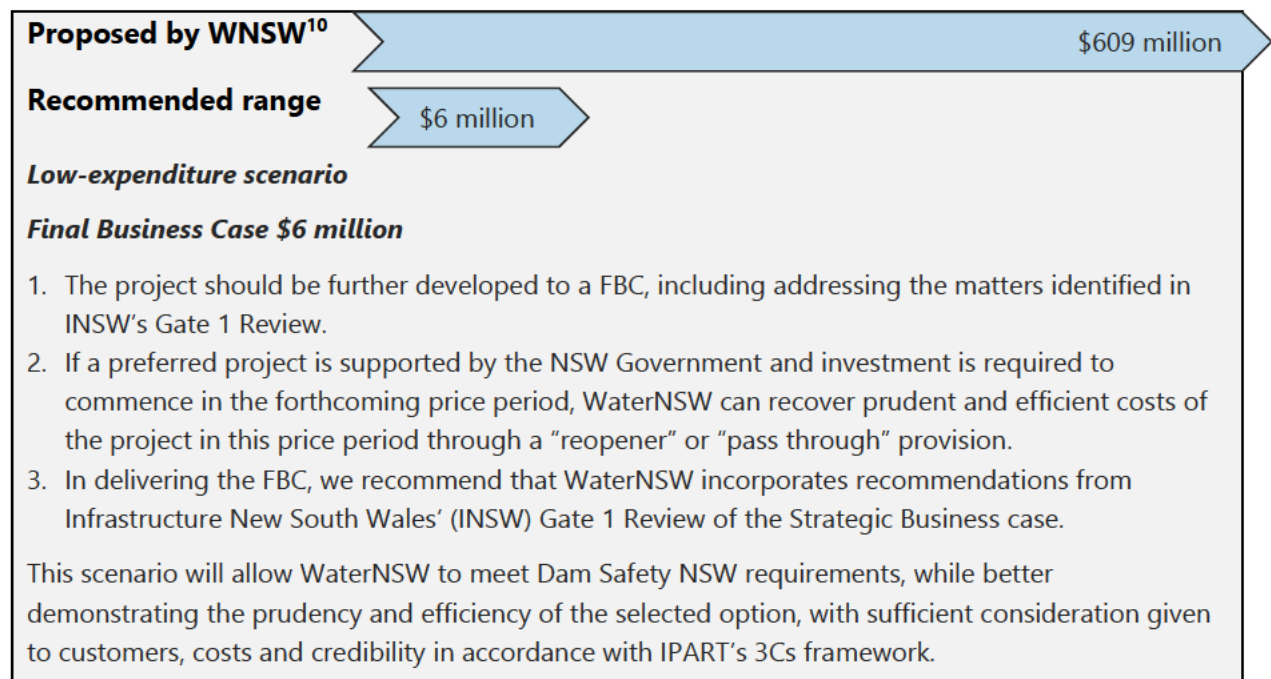 Proposed by WNSW10
$609 million
Recommended range
$6 million
Low-expenditure scenario
Final Business Case $6 million
1. The project should be further developed to a FBC, including addressing the matters identified in
INSW's Gate 1 Review.
2. If a preferred project is supported by the NSW Government and investment is required to
commence in the forthcoming price period, WaterNSW can recover prudent and efficient costs of
the project in this price period through a “reopener” or “pass through” provision.
3. In delivering the FBC, we recommend that WaterNSW incorporates recommendations from
Infrastructure New South Wales’ (INSW) Gate 1 Review of the Strategic Business case.
This scenario will allow WaterNSW to meet Dam Safety NSW requirements, while better
demonstrating the prudency and efficiency of the selected option, with sufficient consideration given
to customers, costs and credibility in accordance with IPART’s 3Cs framework.